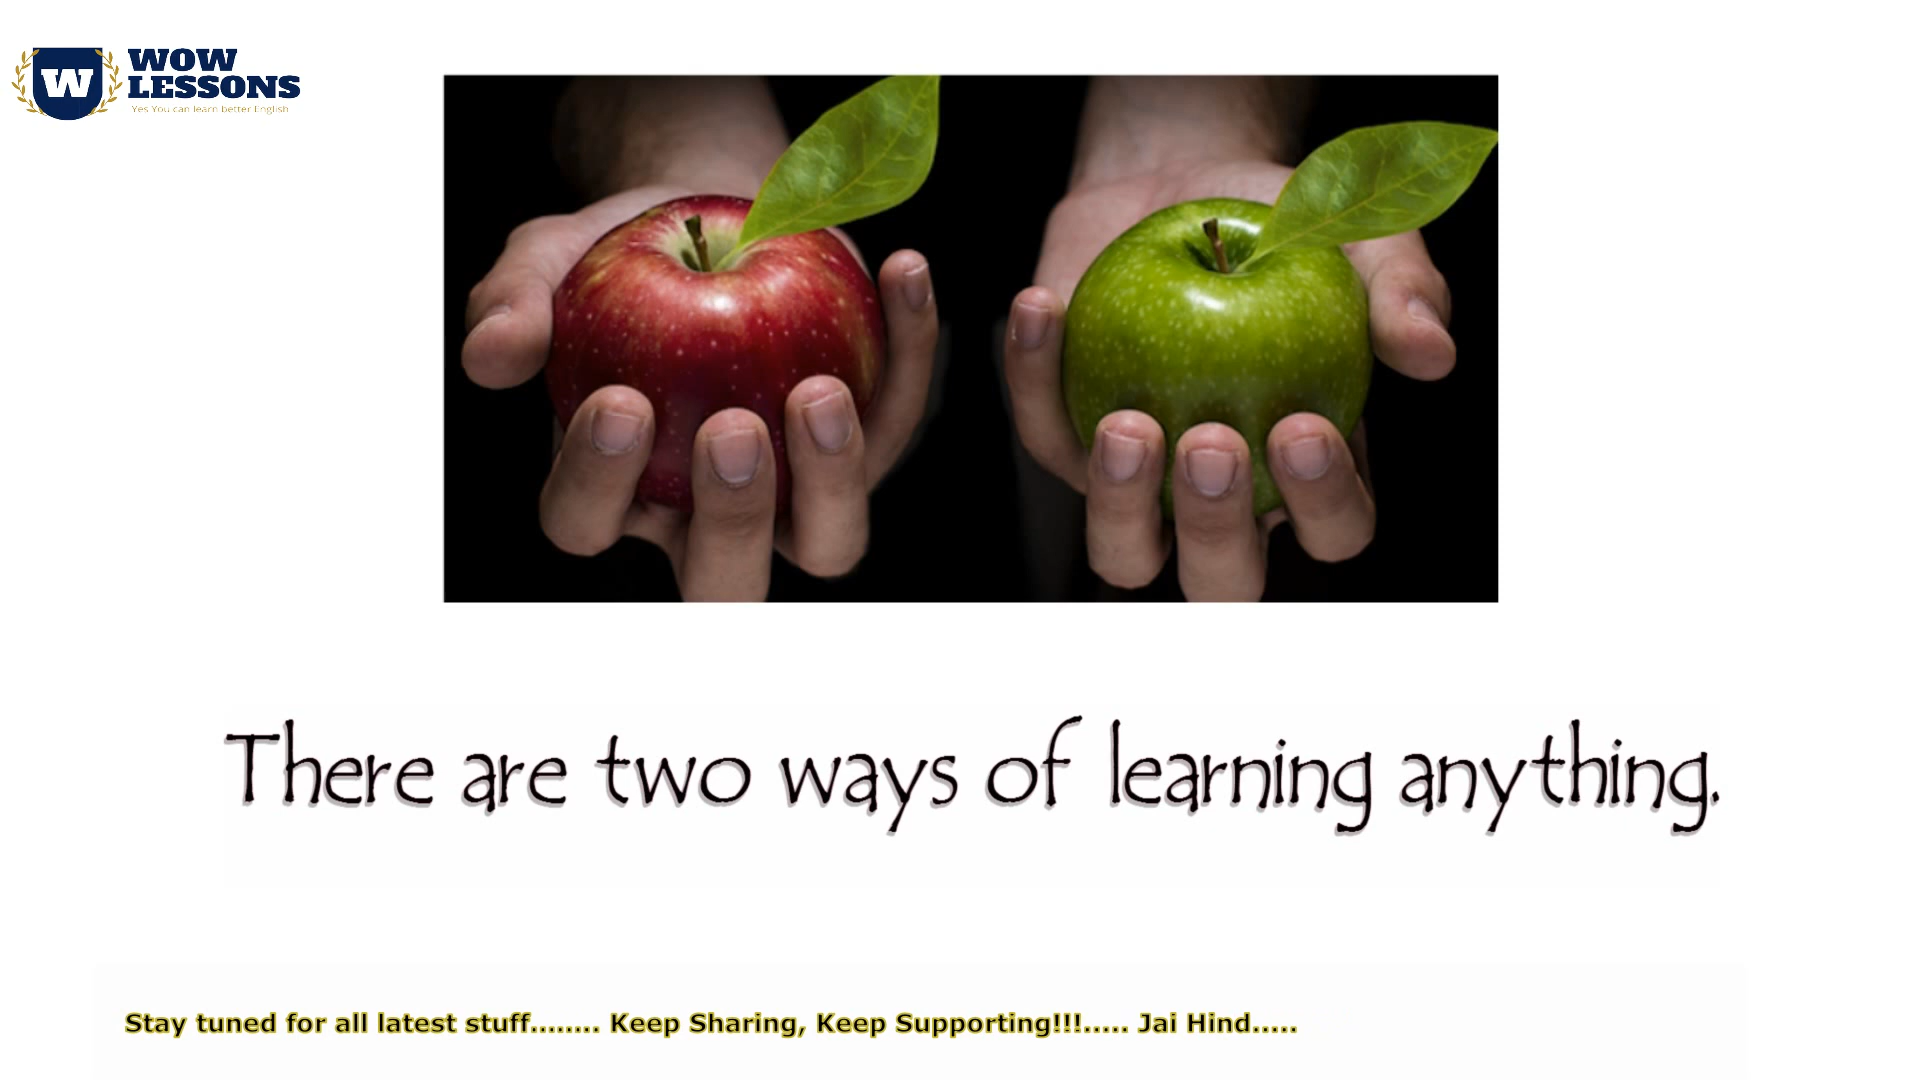 W
WOW
LESSONS
Yes You can learn better English
There are two ways of learning anything.
Stay tuned for all latest stuff........ Keep Sharing, Keep Supporting!!!..... Jai Hind.....